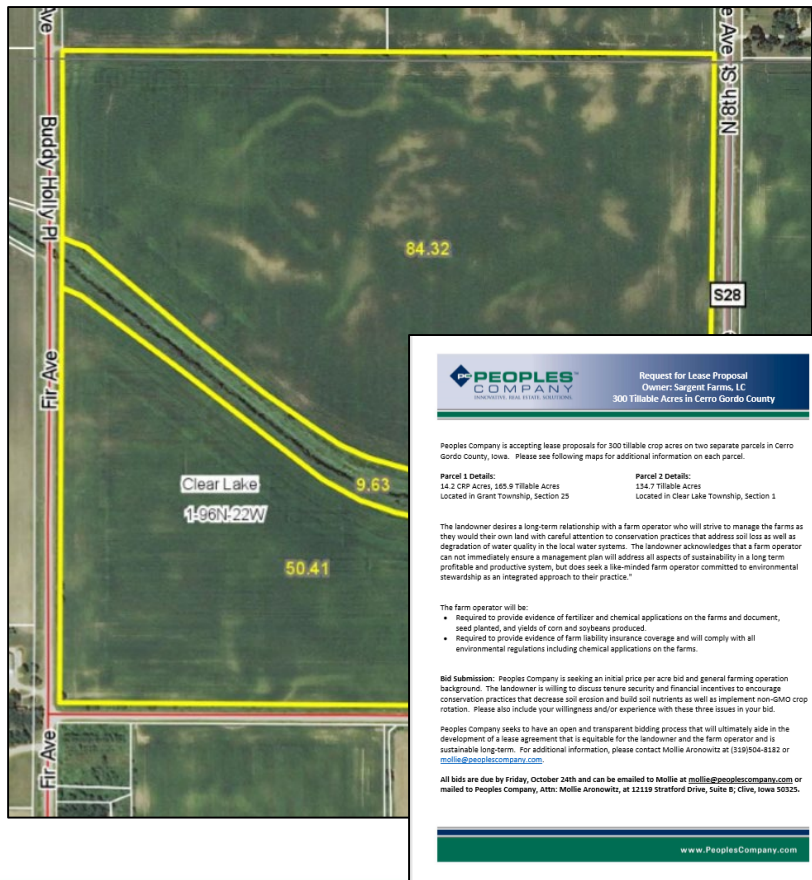 Ave
Buddy Holly Pl
Fir Ave
Fir Ave
84.32
e Ave
N 8th St
S28
Clear Lake
1-96N-22W
9.63
50.41
pc PEOPLES™
COMPANY
INNOVATIVE. REAL ESTATE. SOLUTIONS.
Request for Lease Proposal
Owner: Sargent Farms, LC
300 Tillable Acres in Cerro Gordo County
Peoples Company is accepting lease proposals for 300 tillable crop acres on two separate parcels in Cerro
Gordo County, Iowa. Please see following maps for additional information on each parcel.
Parcel 1 Details:
14.2 CRP Acres, 165.9 Tillable Acres
Located in Grant Township, Section 25
Parcel 2 Details:
134.7 Tillable Acres
Located in Clear Lake Township, Section 1
The landowner desires a long-term relationship with a farm operator who will strive to manage the farms as
they would their own land with careful attention to conservation practices that address soil loss as well as
degradation of water quality in the local water systems. The landowner acknowledges that a farm operator
can not immediately ensure a management plan will address all aspects of sustainability in a long term
profitable and productive system, but does seek a like-minded farm operator committed to environmental
stewardship as an integrated approach to their practice."
The farm operator will be:
• Required to provide evidence of fertilizer and chemical applications on the farms and document,
seed planted, and yields of corn and soybeans produced.
• Required to provide evidence of farm liability insurance coverage and will comply with all
environmental regulations including chemical applications on the farms.
Bid Submission: Peoples Company is seeking an initial price per acre bid and general farming operation
background. The landowner is willing to discuss tenure security and financial incentives to encourage
conservation practices that decrease soil erosion and build soil nutrients as well as implement non-GMO crop
rotation. Please also include your willingness and/or experience with these three issues in your bid.
Peoples Company seeks to have an open and transparent bidding process that will ultimately aide in the
development of a lease agreement that is equitable for the landowner and the farm operator and is
sustainable long-term. For additional information, please contact Mollie Aronowitz at (319)504-8182 or
mollie@peoplescompany.com.
All bids are due by Friday, October 24th and can be emailed to Mollie at mollie@peoplescompany.com or
mailed to Peoples Company, Attn: Mollie Aronowitz, at 12119 Stratford Drive, Suite B; Clive, Iowa 50325.
www.PeoplesCompany.com